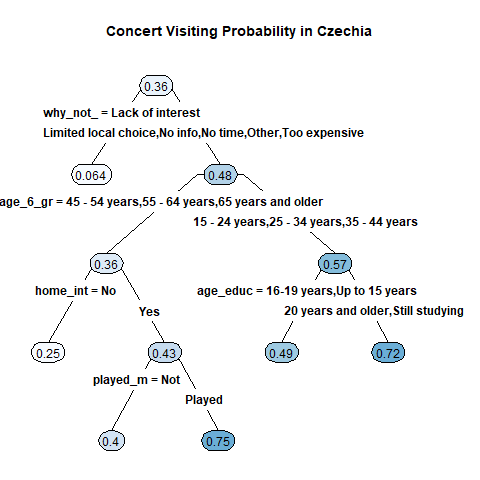 Concert Visiting Probability in Czechia
0.36
why_not_ = Lack of interest
Limited local choice,No info,No time,Other,Too expensive
0.064
0.48
age_6_gr = 45 - 54 years,55 - 64 years,65 years and older
15 - 24 years,25 - 34 years,35 - 44 years
0.36
0.57
home_int = No
age_educ = 16-19 years,Up to 15 years
Yes
20 years and older,Still studying
0.25
0.43
0.49
0.72
played_m = Not
Played
0.4
0.75